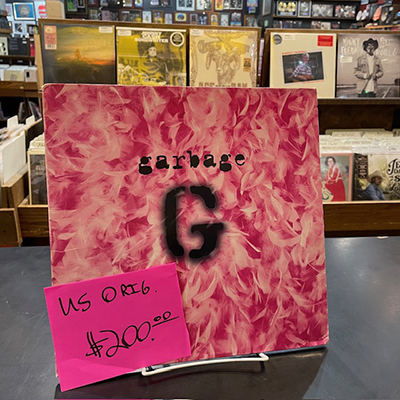 garbage
G
US ORIG.
$200.00